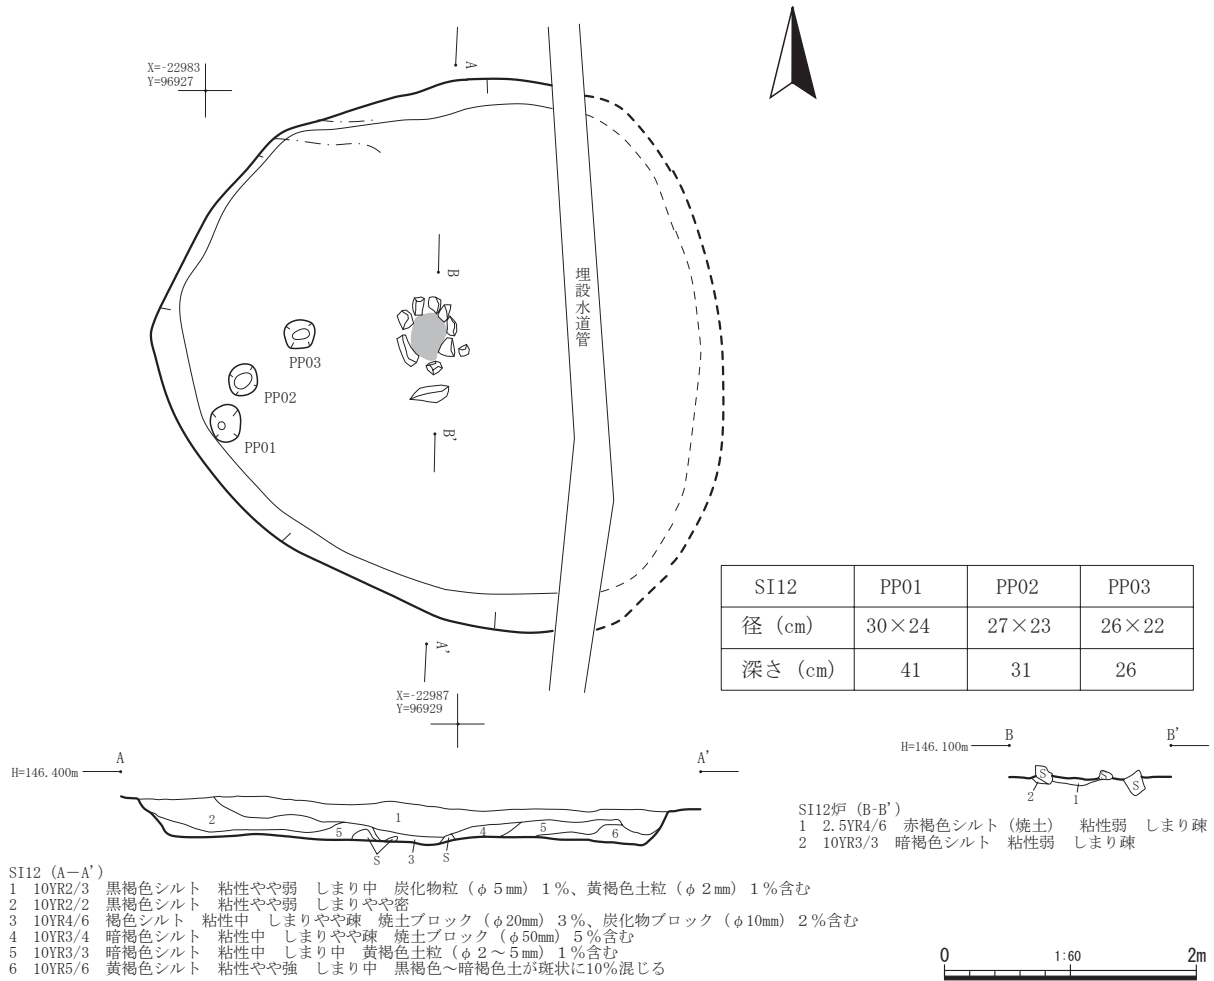 X=-22983
Y=96927
A
B
埋設水道管
PP03
PP02
PP01
B'
A'
X=-22987
Y=96929
SI12 PP01 PP02 PP03
径（cm） 30×24 27×23 26×22
深さ（cm） 41 31 26
A A'
H=146.400m
1
2
3
4
5
5
6
S
S
B B'
H=146.100m
S
S
S
2
1
SI12炉（B-B'）
1 2.5YR4/6 赤褐色シルト（焼土） 粘性弱 しまり疎
2 10YR3/3 暗褐色シルト 粘性弱 しまり疎
SI12（A－A'）
1 10YR2/3 黒褐色シルト 粘性やや弱 しまり中 炭化物粒（φ５㎜）１％、黄褐色土粒（φ２㎜）１％含む
2 10YR2/2 黒褐色シルト 粘性やや弱 しまりやや密
3 10YR4/6 褐色シルト 粘性中 しまりやや疎 焼土ブロック（φ20㎜）３％、炭化物ブロック（φ10㎜）２％含む
4 10YR3/4 暗褐色シルト 粘性中 しまりやや疎 焼土ブロック（φ50㎜）５％含む
5 10YR3/3 暗褐色シルト 粘性中 しまり中 黄褐色土粒（φ２～５㎜）１％含む
6 10YR5/6 黄褐色シルト 粘性やや強 しまり中 黒褐色～暗褐色土が斑状に10％混じる
0 1:60 2m